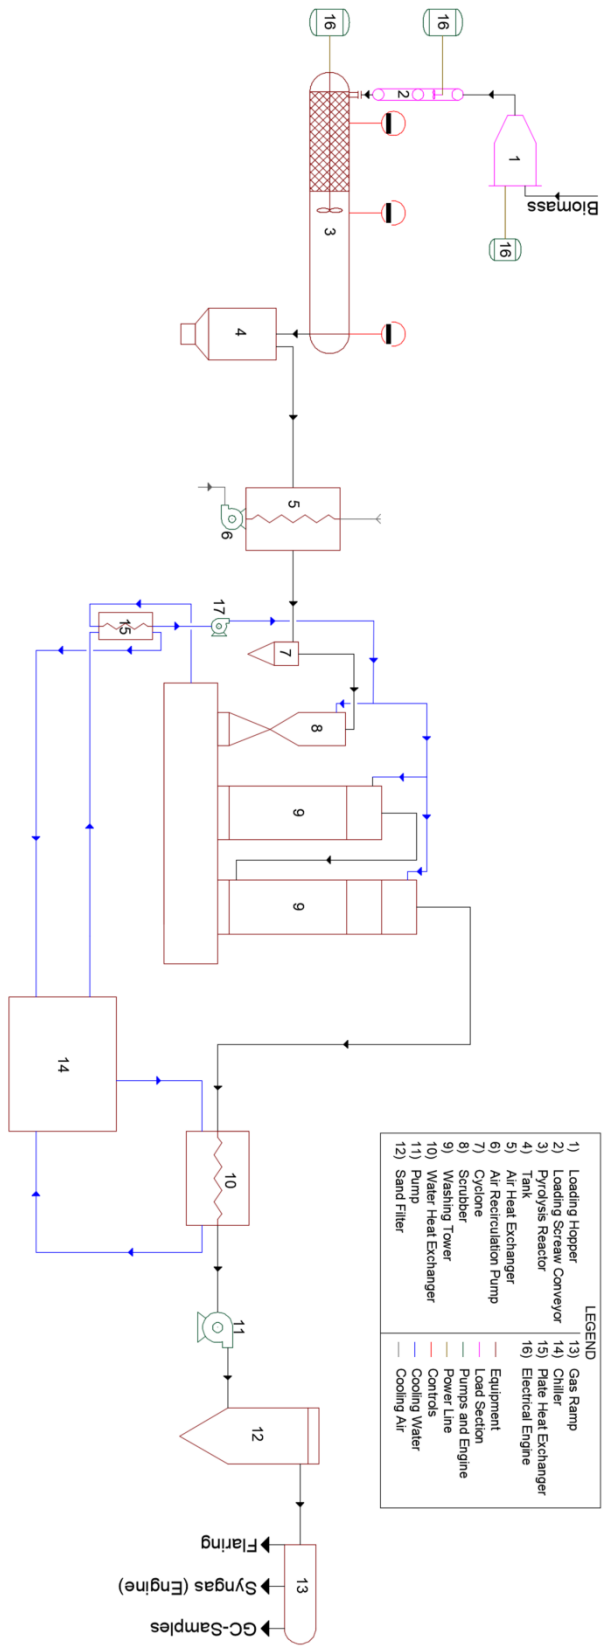 16
16
2
1
Biomass
16
3
4
5
6
17
15
7
8
9
9
14
10
11
12
13
Flaring
Syngas (Engine)
GC-Samples
LEGEND
1) Loading Hopper
2) Loading Screaw Conveyor
3) Pyrolysis Reactor
4) Tank
5) Air Heat Exchanger
6) Air Recirculation Pump
7) Cyclone
8) Scrubber
9) Washing Tower
10) Water Heat Exchanger
11) Pump
12) Sand Filter
13) Gas Ramp
14) Chiller
15) Plate Heat Exchanger
16) Electrical Engine
Equipment
Load Section
Pumps and Engine
Power Line
Controls
Cooling Water
Cooling Air